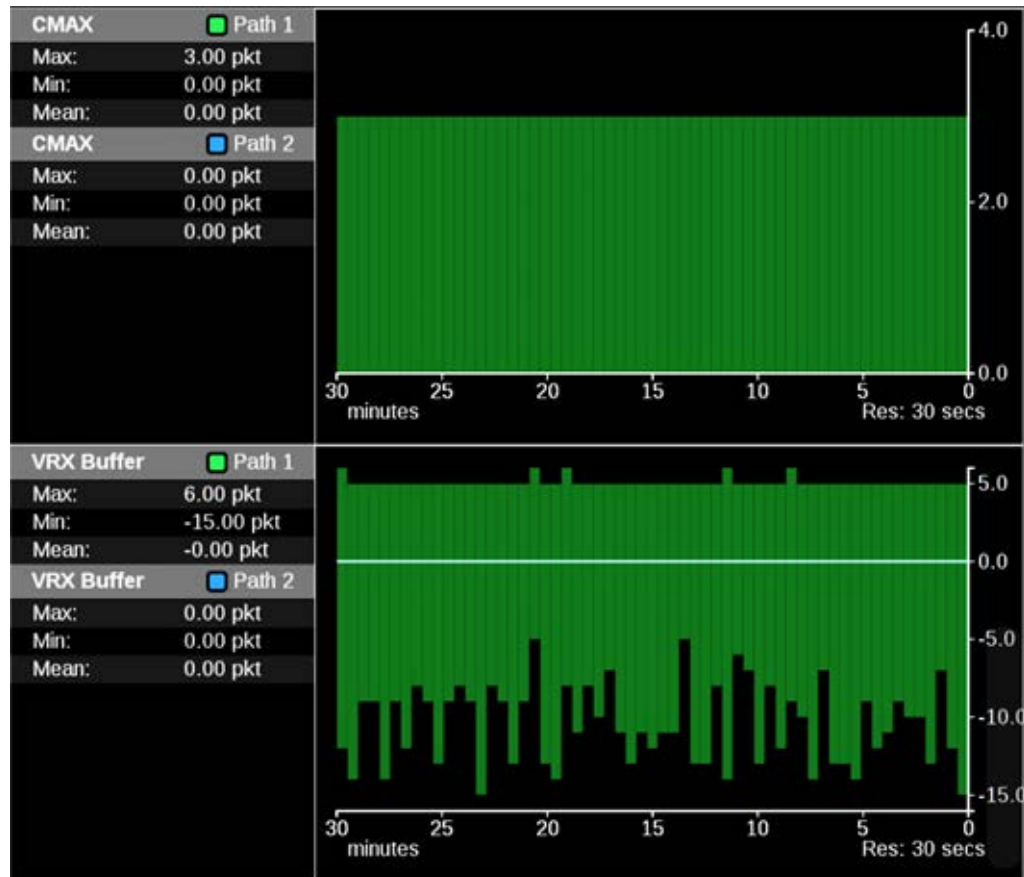 CMAX Path 1
Max: 3.00 pkt
Min: 0.00 pkt
Mean: 0.00 pkt
CMAX Path 2
Max: 0.00 pkt
Min: 0.00 pkt
Mean: 0.00 pkt
4.0
2.0
0.0
30 25 20 15 10 5 0
minutes Res: 30 secs
VRX Buffer Path 1
Max: 6.00 pkt
Min: -15.00 pkt
Mean: -0.00 pkt
VRX Buffer Path 2
Max: 0.00 pkt
Min: 0.00 pkt
Mean: 0.00 pkt
5.0
0.0
-5.0
-10.0
-15.0
30 25 20 15 10 5 0
minutes Res: 30 secs